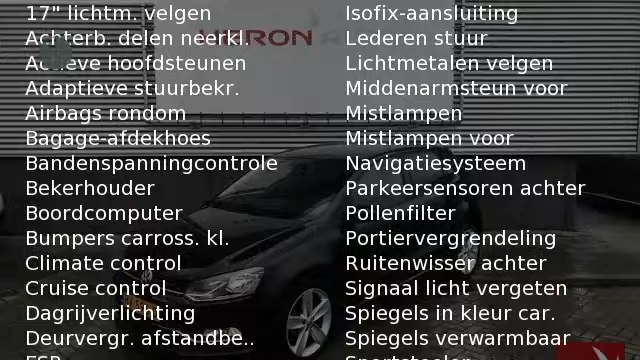 17" lichtm. velgen
Achterb. delen neerkl.
Actieve hoofdsteunen
Adaptieve stuurbekr.
Airbags rondom
Bagage-afdekhoes
Bandenspanningcontrole
Bekerhouder
Boordcomputer
Bumpers carross. kl.
Climate control
Cruise control
Dagrijverlichting
Deurvergr. afstandbe..
ESP
Isofix-aansluiting
Lederen stuur
Lichtmetalen velgen
Middenarmsteun voor
Mistlampen
Mistlampen voor
Navigatiesysteem
Parkeersensoren achter
Pollenfilter
Portiervergrendeling
Ruitenwisser achter
Signaal licht vergeten
Spiegels in kleur car.
Spiegels verwarmbaar
Sportstoelen